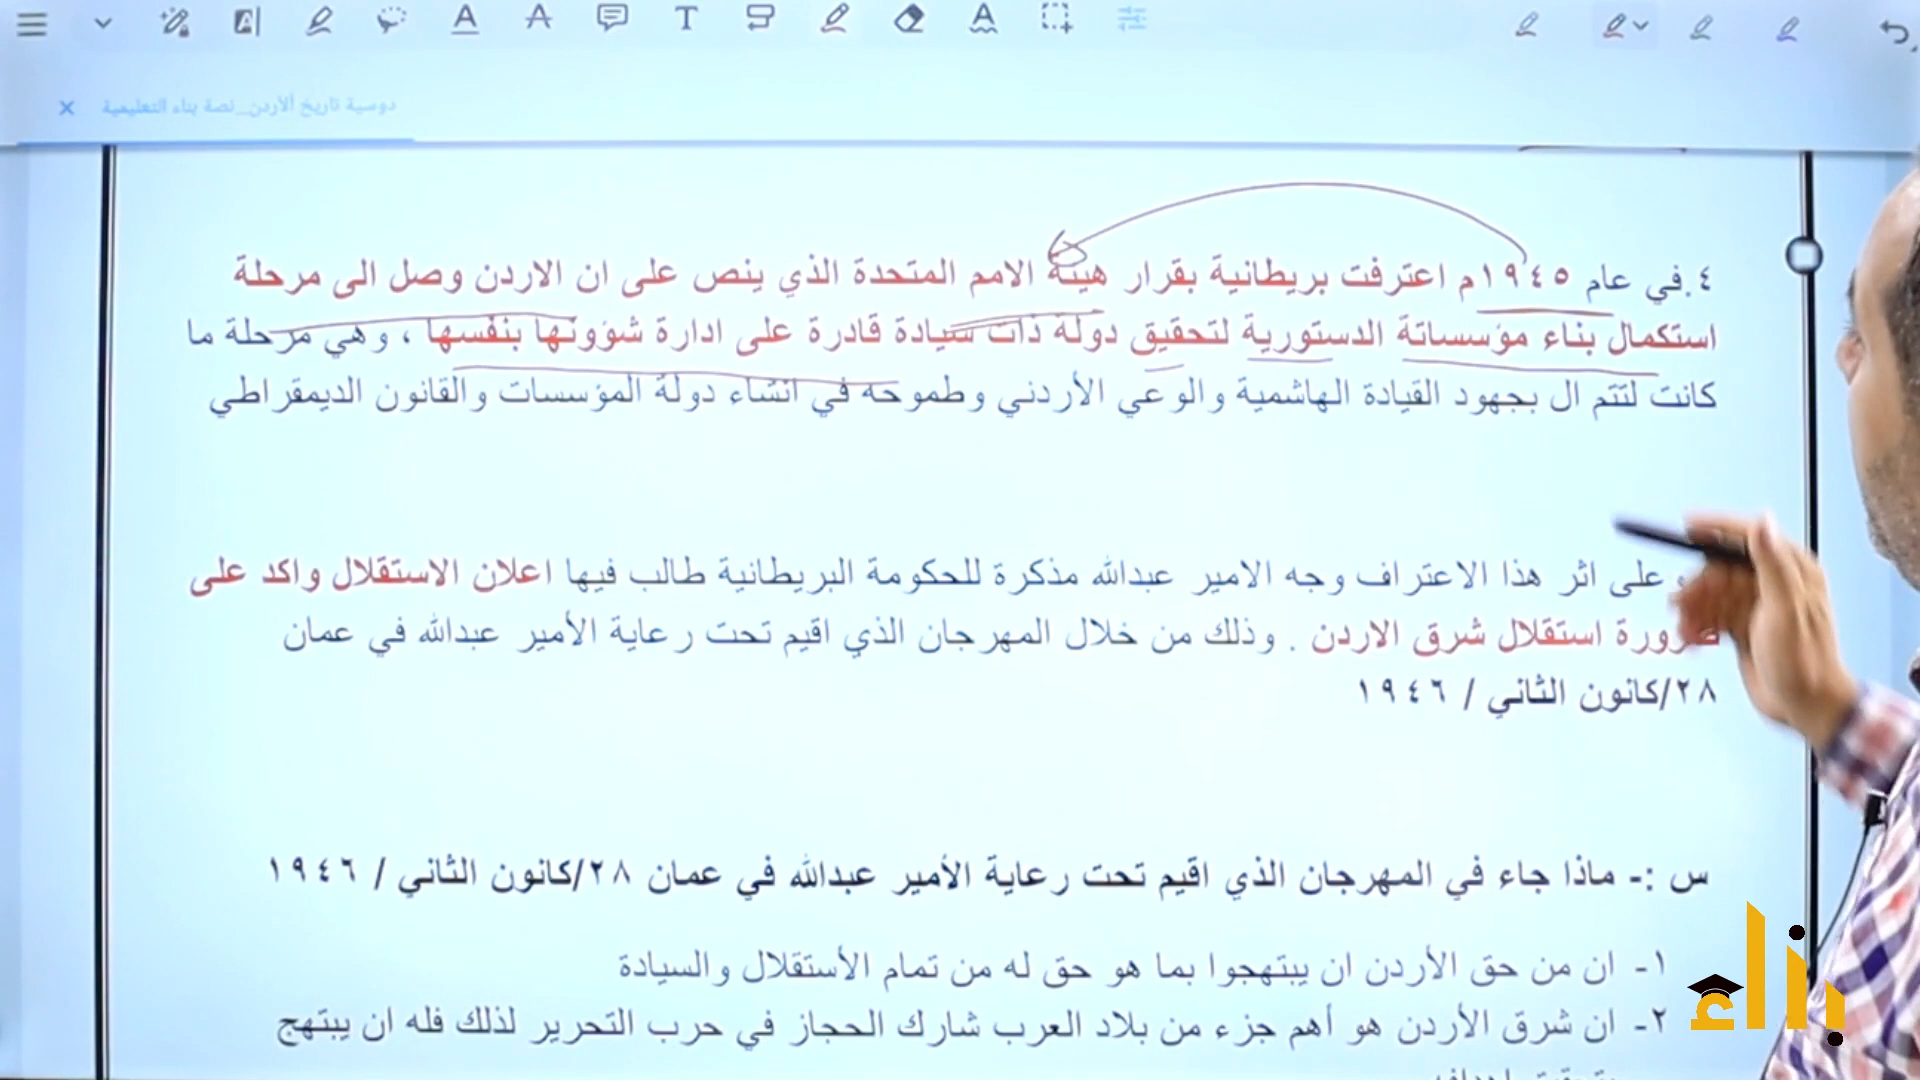 دوسية تاريخ الأردن_نصة بناء التعليمية
٤.في عام ١٩٤٥م اعترفت بريطانية بقرار هيئة الامم المتحدة الذي ينص على ان الاردن وصل الى مرحلة
استكمال بناء مؤسساتة الدستورية لتحقيق دولة ذات سيادة قادرة على ادارة شؤونها بنفسها ، وهي مرحلة ما
كانت لتتم ال بجهود القيادة الهاشمية والوعي الأردني وطموحه في انشاء دولة المؤسسات والقانون الديمقراطي
وعلى اثر هذا الاعتراف وجه الامير عبدالله مذكرة للحكومة البريطانية طالب فيها اعلان الاستقلال واكد على
ضرورة استقلال شرق الاردن . وذلك من خلال المهرجان الذي اقيم تحت رعاية الأمير عبدالله في عمان
٢٨/كانون الثاني / ١٩٤٦
س :- ماذا جاء في المهرجان الذي اقيم تحت رعاية الأمير عبدالله في عمان ٢٨/كانون الثاني / ١٩٤٦
١- ان من حق الأردن ان يبتهجوا بما هو حق له من تمام الأستقلال والسيادة
٢- ان شرق الأردن هو أهم جزء من بلاد العرب شارك الحجاز في حرب التحرير لذلك فله ان يبتهج
بناء